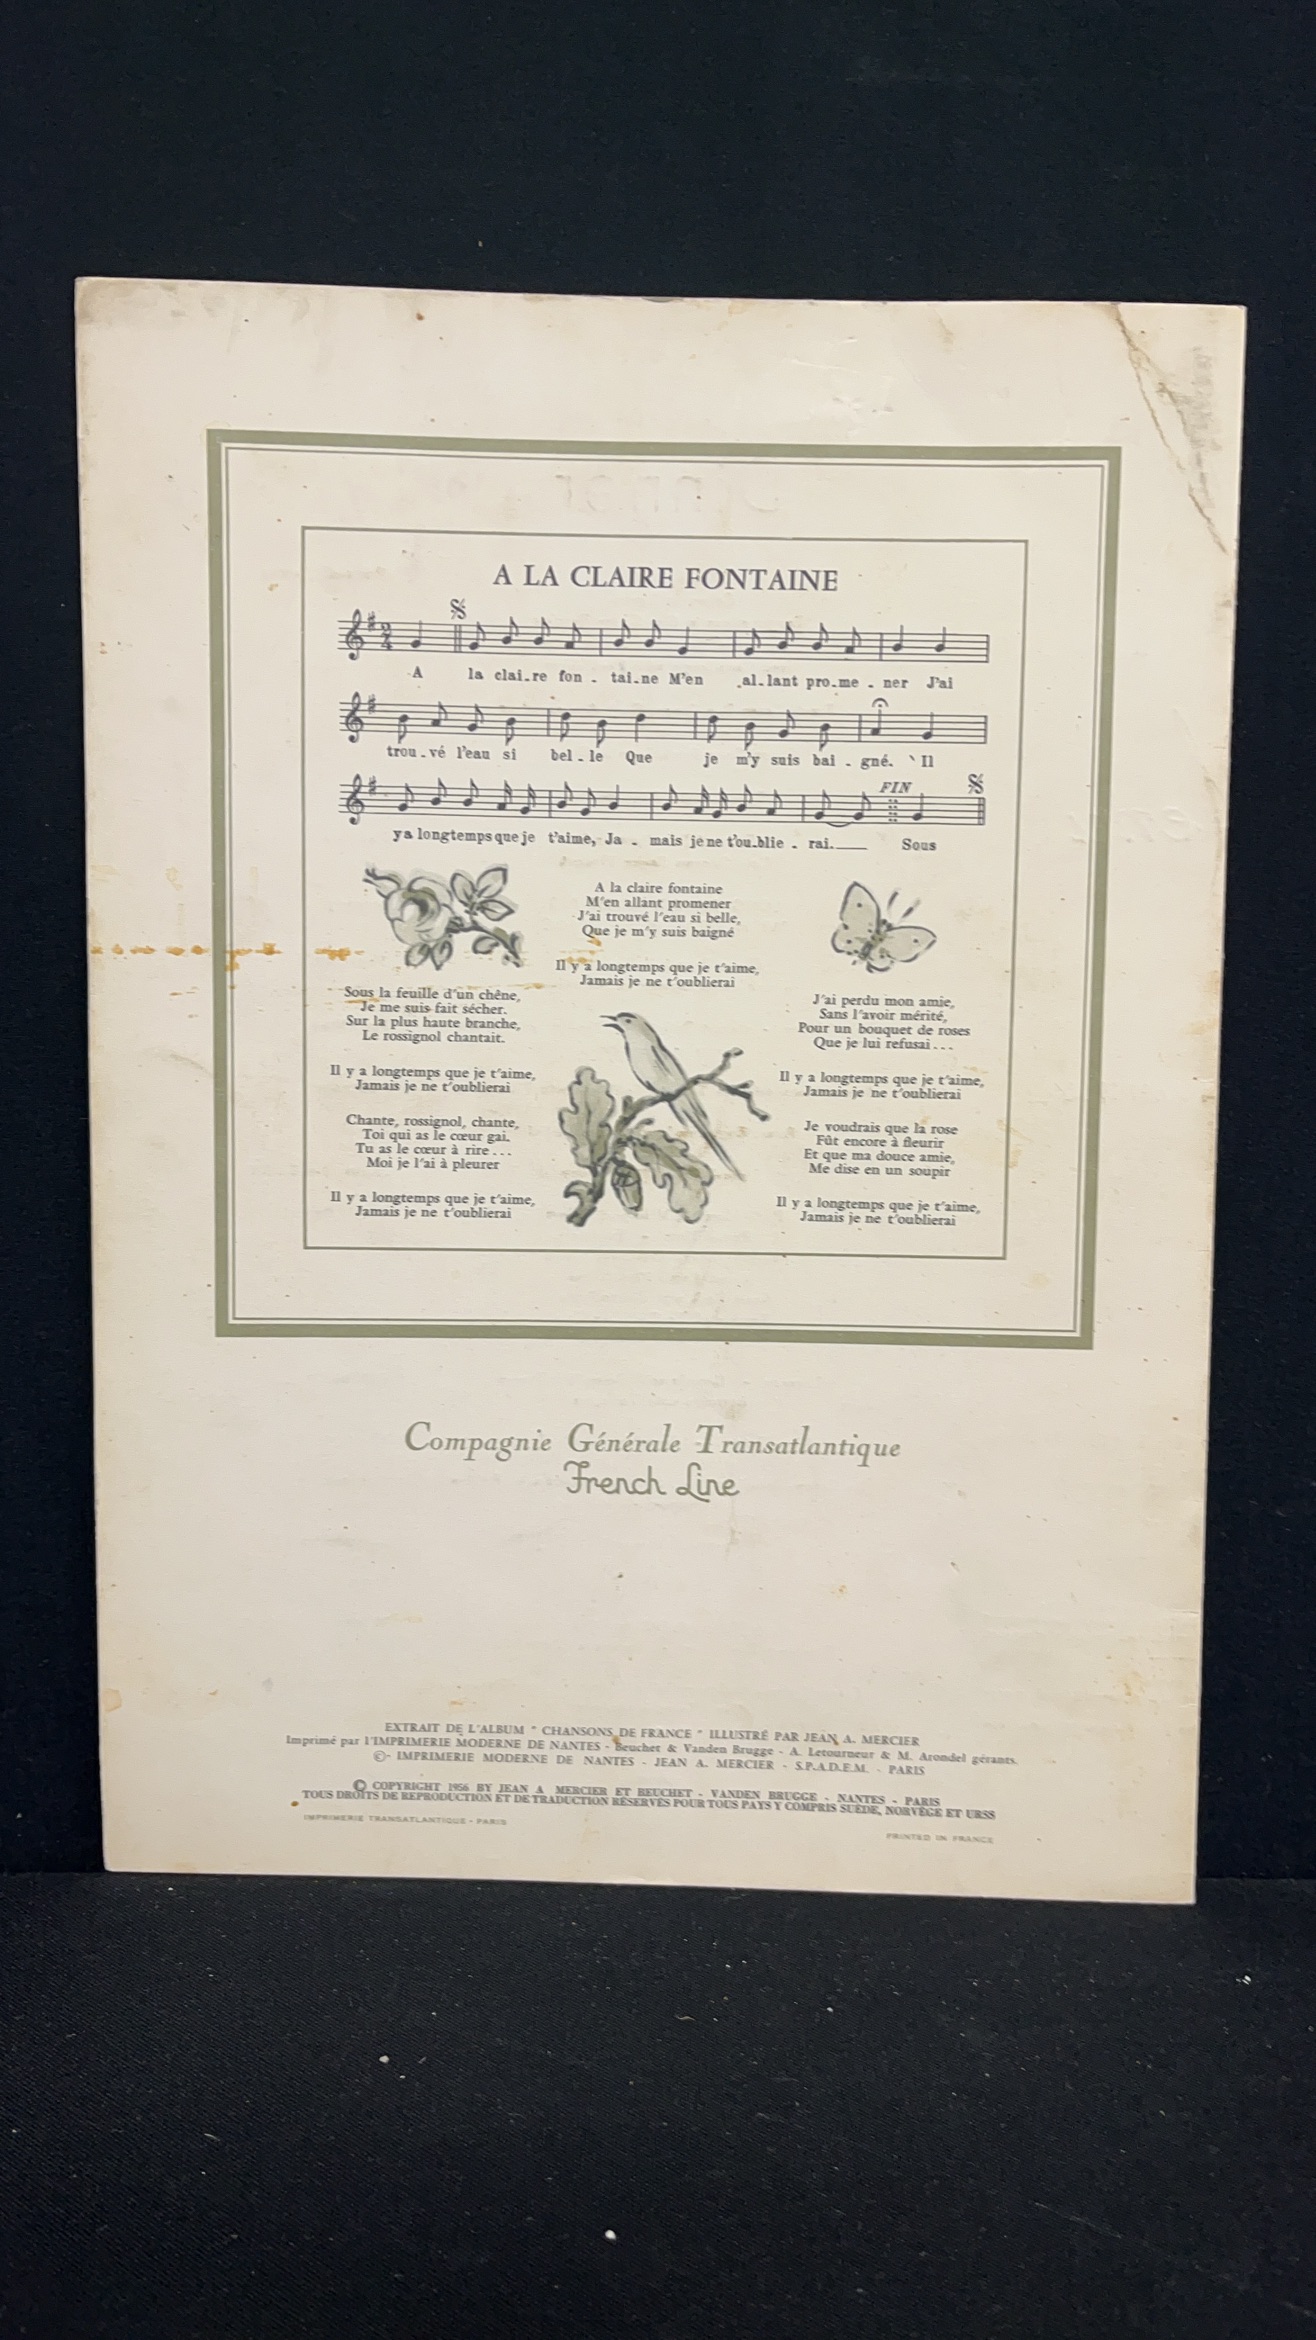 A LA CLAIRE FONTAINE
A la clai-re fon - tai-ne M'en al-lant pro-me - ner J'ai
trou-vé l'eau si bel-le Que je m'y suis bai - gné. Il
FIN
y a longtemps que je t'aime, Ja - mais je ne t'ou-blie - rai. Sous
A la claire fontaine
M'en allant promener
J'ai trouvé l'eau si belle,
Que je m'y suis baigné
Il y a longtemps que je t'aime,
Jamais je ne t'oublierai
Sous la feuille d'un chêne,
Je me suis fait sécher.
Sur la plus haute branche,
Le rossignol chantait.
Il y a longtemps que je t'aime,
Jamais je ne t'oublierai
Chante, rossignol, chante,
Toi qui as le cœur gai.
Tu as le cœur à rire...
Moi je l'ai à pleurer
Il y a longtemps que je t'aime,
Jamais je ne t'oublierai
J'ai perdu mon amie,
Sans l'avoir mérité,
Pour un bouquet de roses
Que je lui refusai...
Il y a longtemps que je t'aime,
Jamais je ne t'oublierai
Je voudrais que la rose
Fût encore à fleurir
Et que ma douce amie,
Me dise en un soupir
Il y a longtemps que je t'aime,
Jamais je ne t'oublierai
Compagnie Générale Transatlantique
French Line
EXTRAIT DE L'ALBUM " CHANSONS DE FRANCE " ILLUSTRÉ PAR JEAN A. MERCIER
Imprimé par l'IMPRIMERIE MODERNE DE NANTES - Beuchet & Vanden Brugge - A. Letourneur & M. Arondel gérants.
©- IMPRIMERIE MODERNE DE NANTES - JEAN A. MERCIER - S.P.A.D.E.M. - PARIS
© COPYRIGHT 1956 BY JEAN A MERCIER ET BEUCHET - VANDEN BRUGGE - NANTES - PARIS
TOUS DROITS DE REPRODUCTION ET DE TRADUCTION RÉSERVÉS POUR TOUS PAYS Y COMPRIS SUÈDE, NORVÈGE ET URSS
IMPRIMERIE TRANSATLANTIQUE - PARIS
PRINTED IN FRANCE